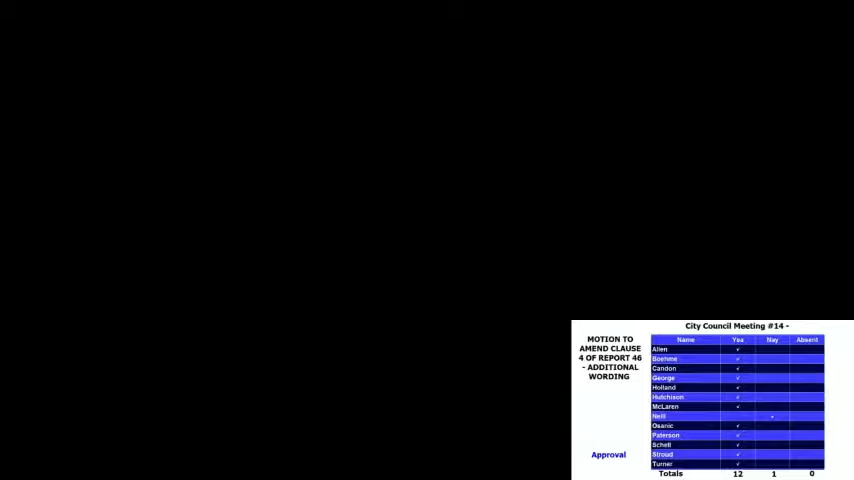 City Council Meeting #14 -
MOTION TO
AMEND CLAUSE
4 OF REPORT 46
- ADDITIONAL
WORDING
Approval
Name Yea Nay Absent
Allen ✓
Boehme ✓
Candon ✓
George ✓
Holland ✓
Hutchison ✓
McLaren ✓
Neill
Osanic ✓
Paterson ✓
Schell ✓
Stroud ✓
Turner ✓
Totals 12 1 0